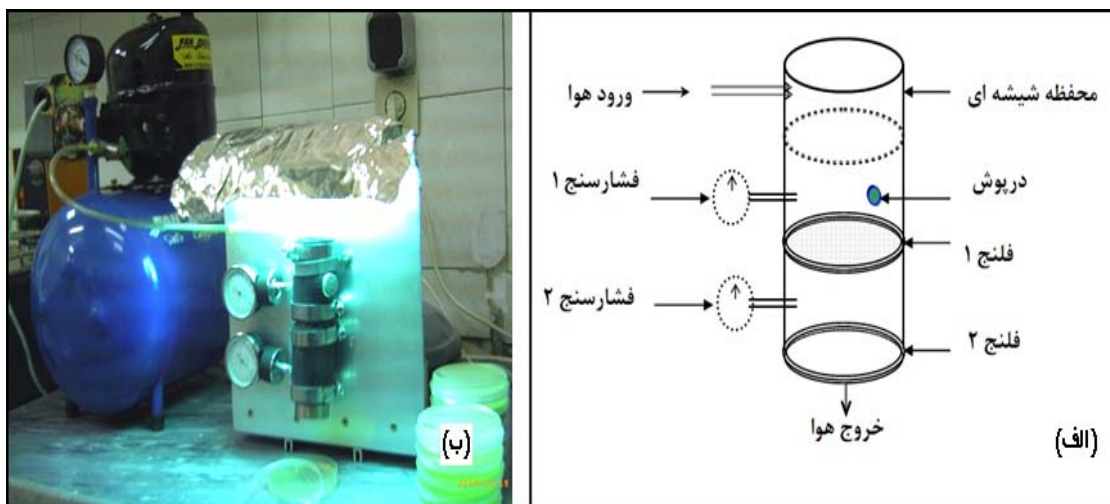 محفظه شیشه ای
ورود هوا
درپوش
فشارسنج ۱
فلنج ۱
فشارسنج ۲
فلنج ۲
خروج هوا
(الف)
(ب)